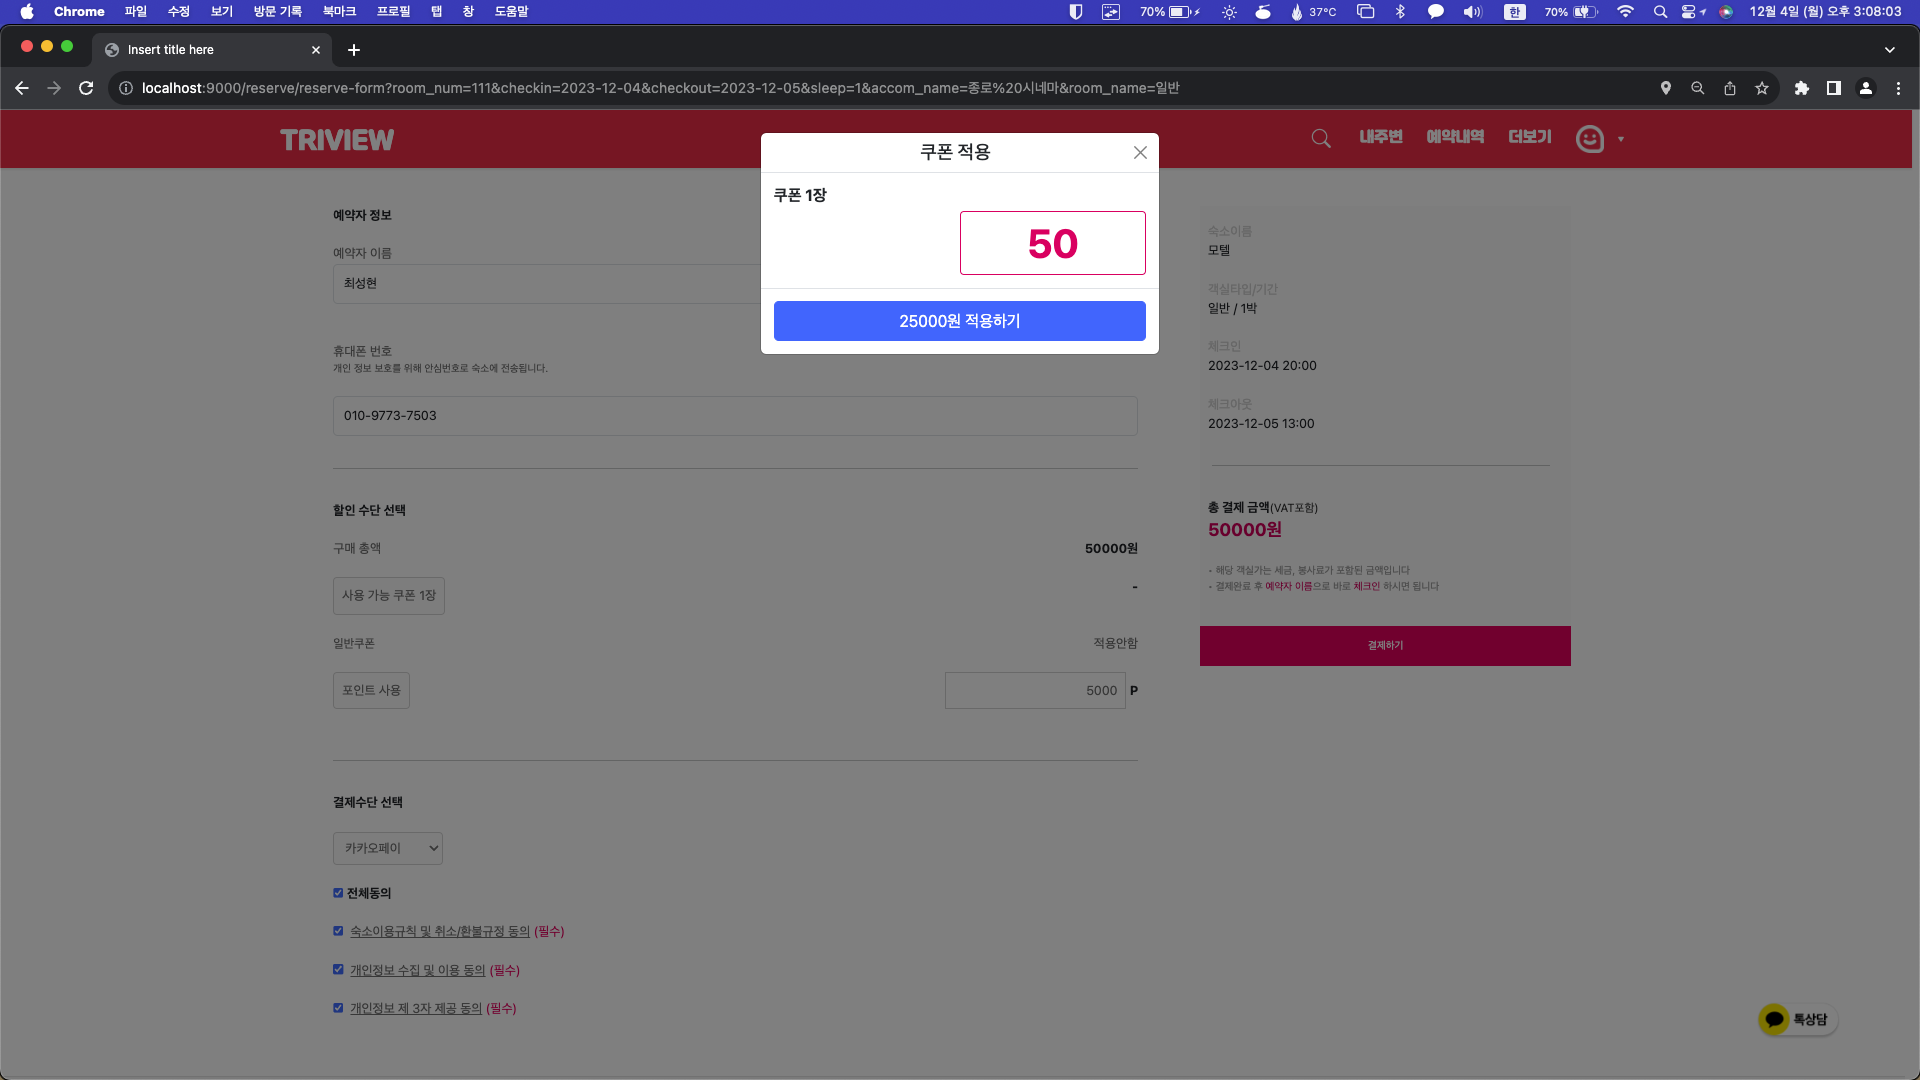 Chrome 파일 수정 보기 방문 기록 북마크 프로필 탭 창 도움말 70% 37°C 한 70% 12월 4일 (월) 오후 3:08:03
Insert title here
localhost:9000/reserve/reserve-form?room_num=111&checkin=2023-12-04&checkout=2023-12-05&sleep=1&accom_name=종로%20시네마&room_name=일반
TRIVIEW
내주변 예약내역 더보기
쿠폰 적용
쿠폰 1장
50
25000원 적용하기
예약자 정보
예약자 이름
최성현
휴대폰 번호
개인 정보 보호를 위해 안심번호로 숙소에 전송됩니다.
010-9773-7503
할인 수단 선택
구매 총액 50000원
사용 가능 쿠폰 1장 -
일반쿠폰 적용안함
포인트 사용 5000 P
결제수단 선택
카카오페이
전체동의
숙소이용규칙 및 취소/환불규정 동의 (필수)
개인정보 수집 및 이용 동의 (필수)
개인정보 제 3자 제공 동의 (필수)
숙소이름
모텔
객실타입/기간
일반 / 1박
체크인
2023-12-04 20:00
체크아웃
2023-12-05 13:00
총 결제 금액(VAT포함)
50000원
• 해당 객실가는 세금, 봉사료가 포함된 금액입니다
• 결제완료 후 예약자 이름으로 바로 체크인 하시면 됩니다
결제하기
톡상담